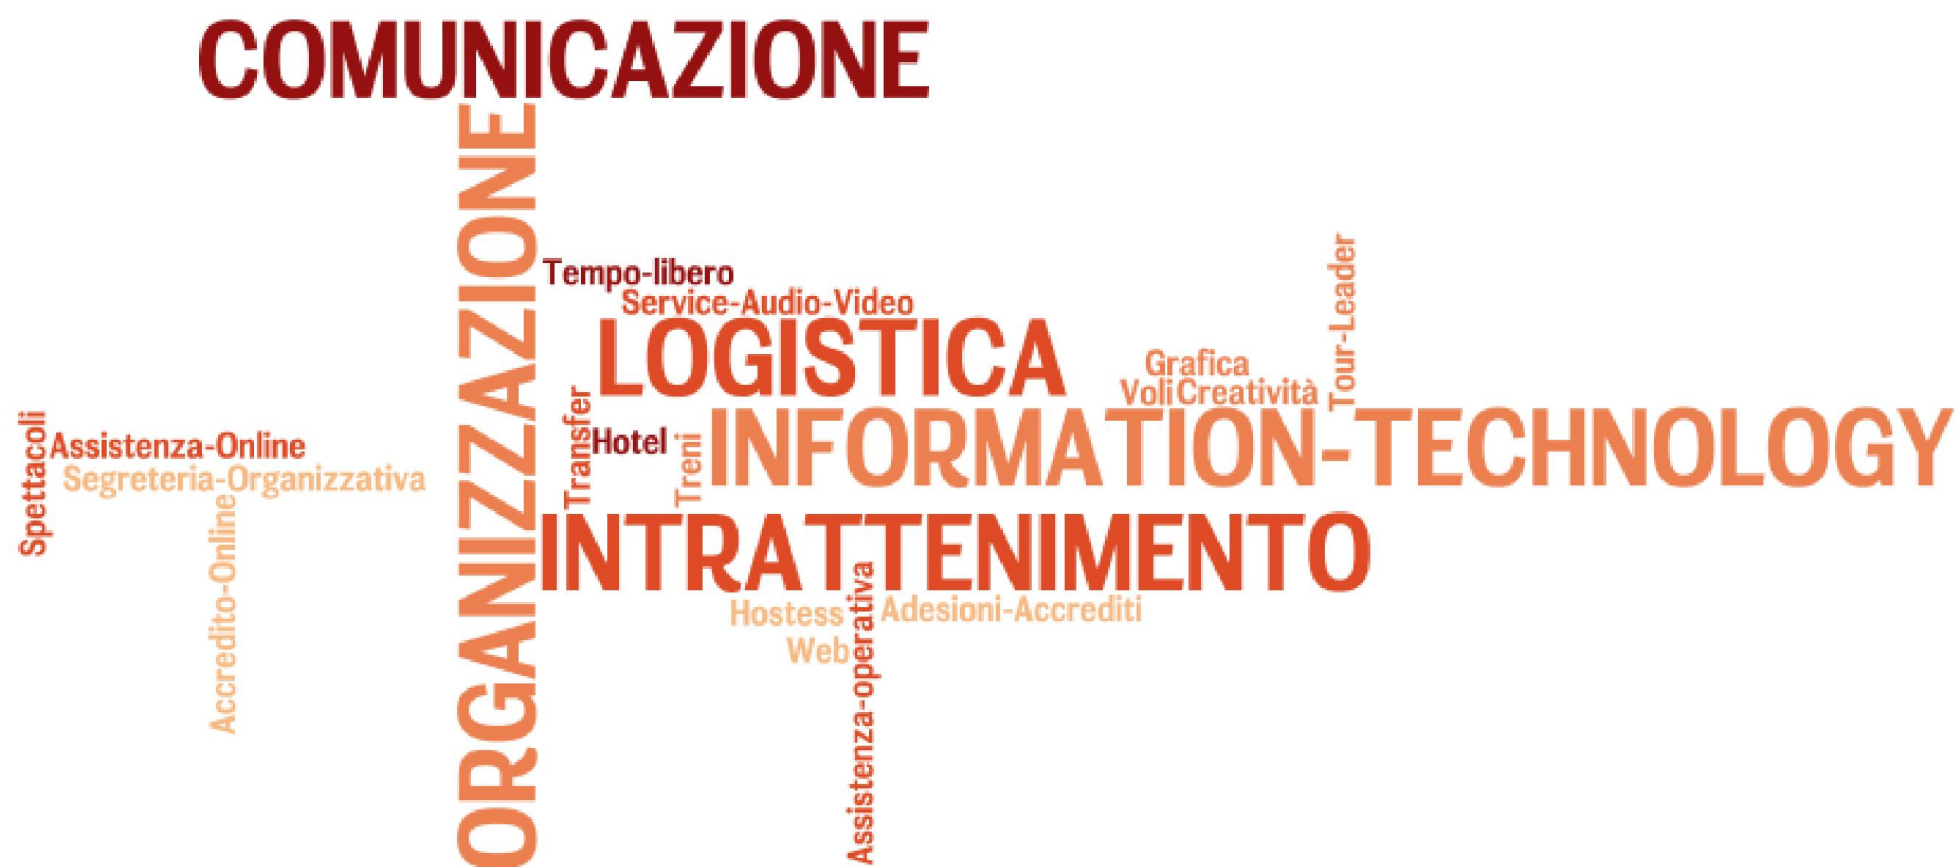 COMUNICAZIONE
ORGANIZZAZIONE
Tempo-libero
Service-Audio-Video
LOGISTICA
Tour-Leader
Grafica
Voli Creatività
Transfer
Hotel
Treni
INFORMATION-TECHNOLOGY
Spettacoli
Assistenza-Online
Segreteria-Organizzativa
Accredito-Online
INTRATTENIMENTO
Hostess
Adesioni-Accrediti
Web
Assistenza-operativa